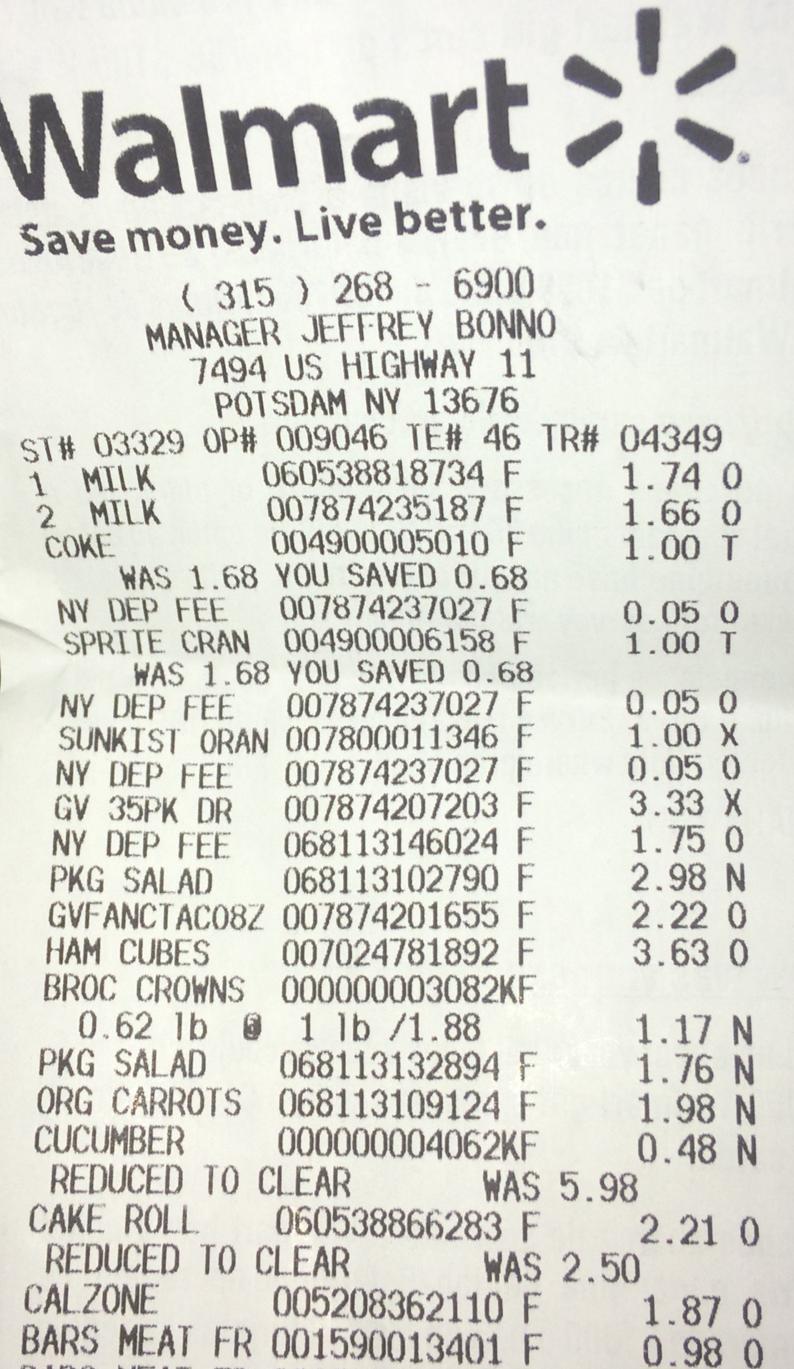 Walmart
Save money. Live better.
( 315 ) 268 - 6900
MANAGER JEFFREY BONNO
7494 US HIGHWAY 11
POTSDAM NY 13676
ST# 03329 OP# 009046 TE# 46 TR# 04349
1 MILK 060538818734 F 1.74 O
2 MILK 007874235187 F 1.66 O
COKE 004900005010 F 1.00 T
WAS 1.68 YOU SAVED 0.68
NY DEP FEE 007874237027 F 0.05 O
SPRITE CRAN 004900006158 F 1.00 T
WAS 1.68 YOU SAVED 0.68
NY DEP FEE 007874237027 F 0.05 O
SUNKIST ORAN 007800011346 F 1.00 X
NY DEP FEE 007874237027 F 0.05 O
GV 35PK DR 007874207203 F 3.33 X
NY DEP FEE 068113146024 F 1.75 O
PKG SALAD 068113102790 F 2.98 N
GVFANCTACO8Z 007874201655 F 2.22 O
HAM CUBES 007024781892 F 3.63 O
BROC CROWNS 000000003082KF
0.62 lb @ 1 lb /1.88 1.17 N
PKG SALAD 068113132894 F 1.76 N
ORG CARROTS 068113109124 F 1.98 N
CUCUMBER 000000004062KF 0.48 N
REDUCED TO CLEAR WAS 5.98
CAKE ROLL 060538866283 F 2.21 O
REDUCED TO CLEAR WAS 2.50
CALZONE 005208362110 F 1.87 O
BARS MEAT FR 001590013401 F 0.98 O